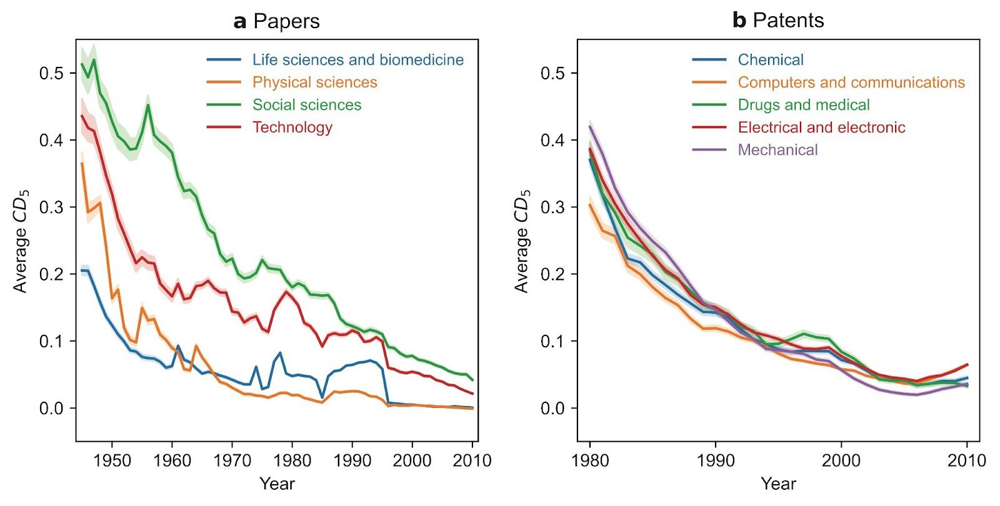 a Papers
Life sciences and biomedicine
Physical sciences
Social sciences
Technology
0.5
0.4
0.3
0.2
0.1
0.0
Average CD5
1950 1960 1970 1980 1990 2000 2010
Year
b Patents
Chemical
Computers and communications
Drugs and medical
Electrical and electronic
Mechanical
0.5
0.4
0.3
0.2
0.1
0.0
Average CD5
1980 1990 2000 2010
Year